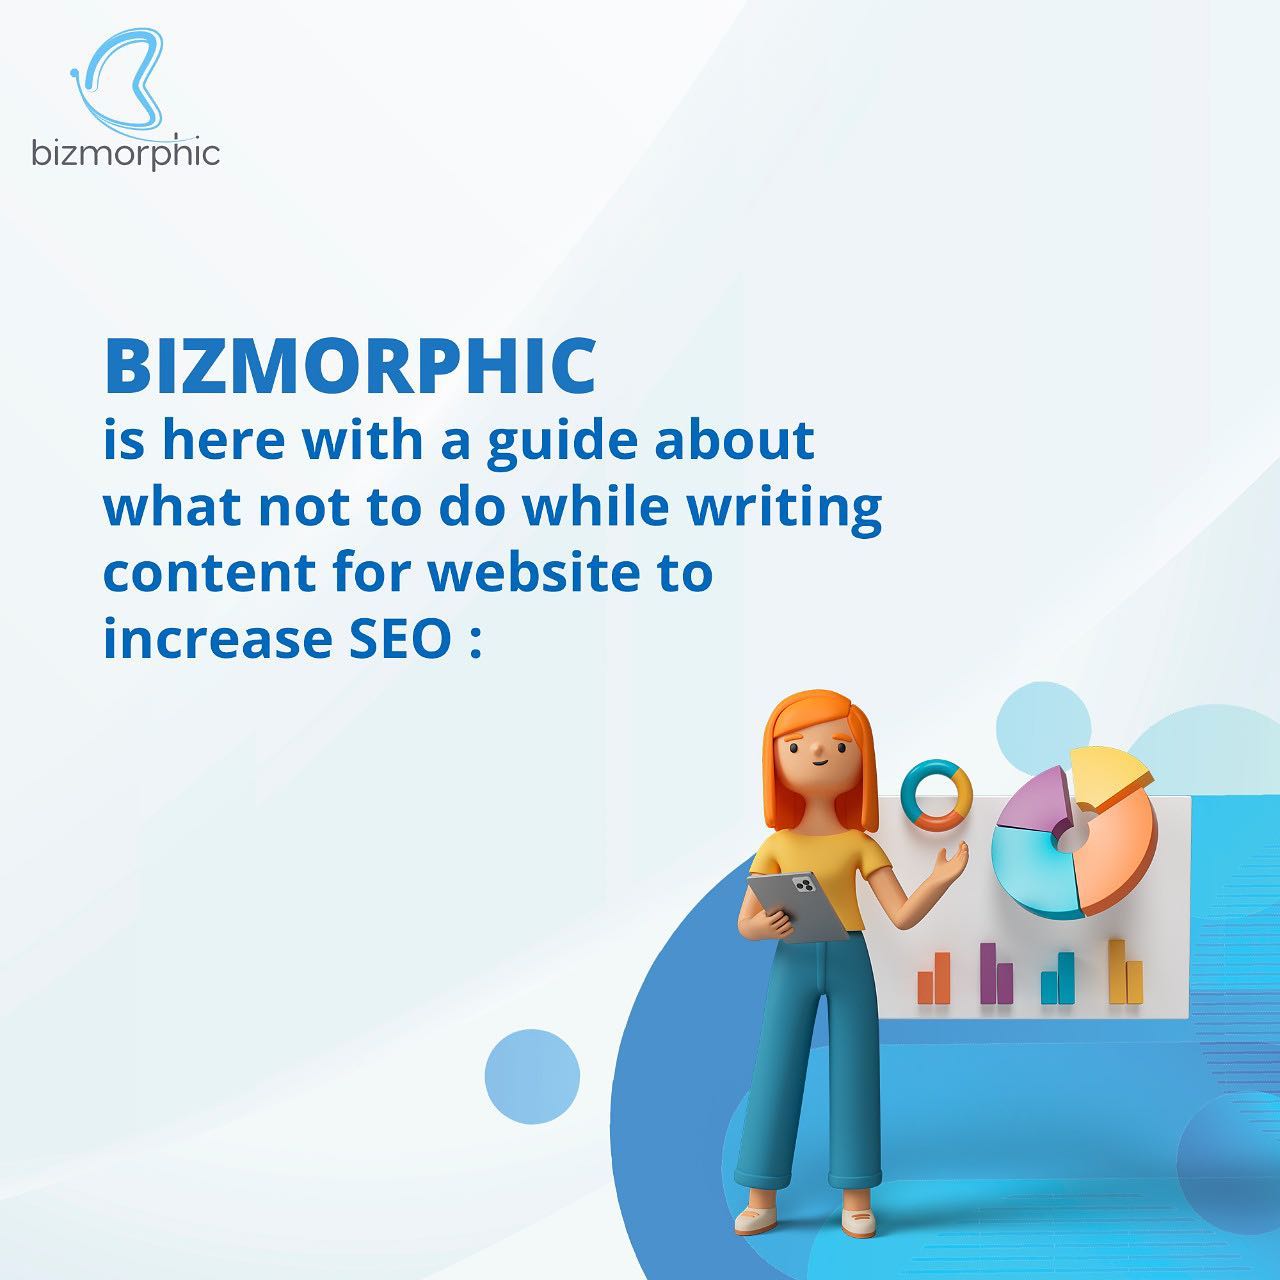 bizmorphic
BIZMORPHIC
is here with a guide about
what not to do while writing
content for website to
increase SEO :